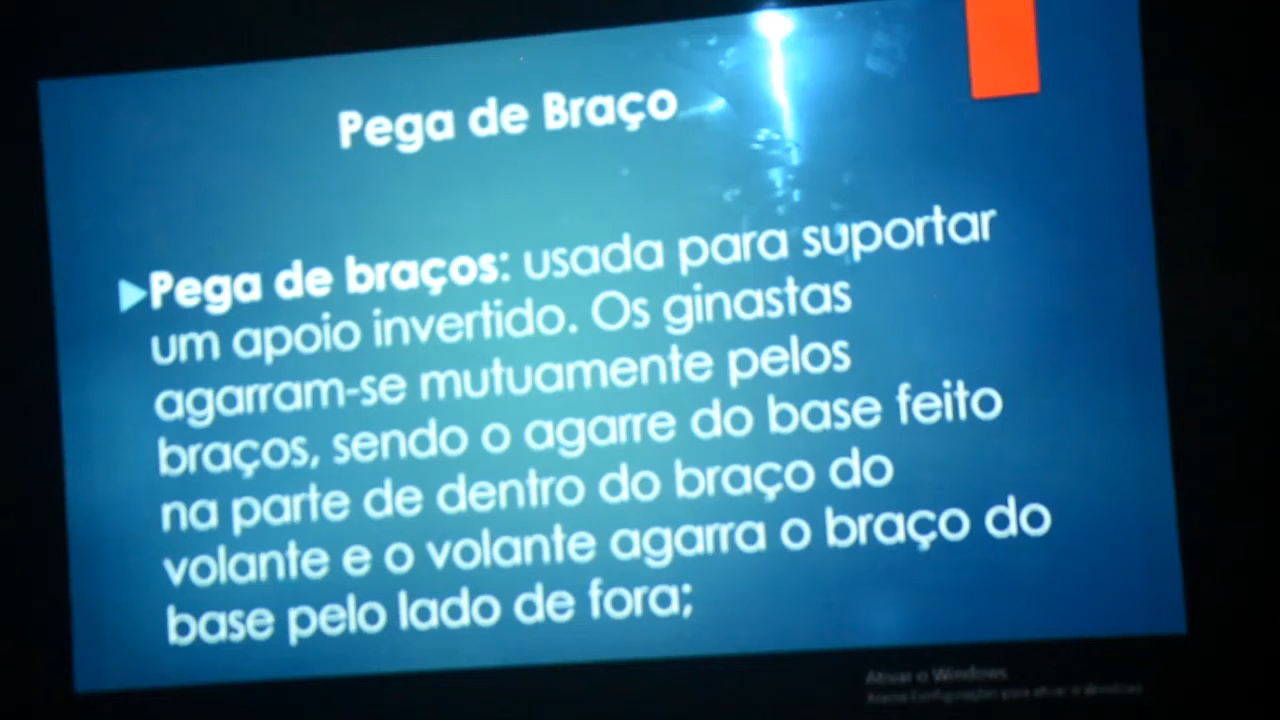 Pega de Braço
Pega de braços: usada para suportar
um apoio invertido. Os ginastas
agarram-se mutuamente pelos
braços, sendo o agarre do base feito
na parte de dentro do braço do
volante e o volante agarra o braço do
base pelo lado de fora;
Ativar o Windows